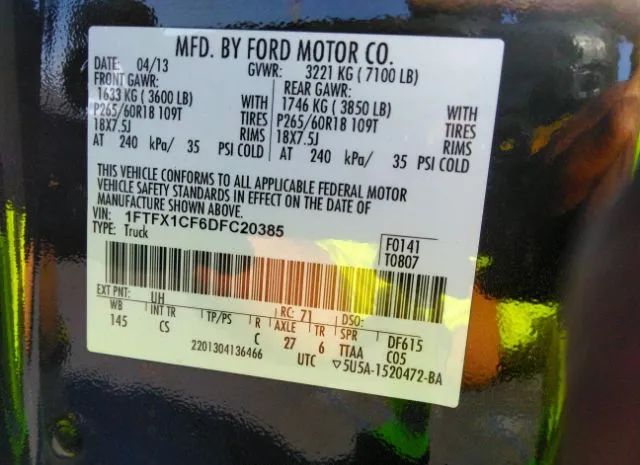 MFD. BY FORD MOTOR CO.
DATE: 04/13 GVWR: 3221 KG (7100 LB)
FRONT GAWR: REAR GAWR:
1633 KG (3600 LB) WITH 1746 KG (3850 LB) WITH
P265/60R18 109T TIRES P265/60R18 109T TIRES
18X7.5J RIMS 18X7.5J RIMS
AT 240 kPa/ 35 PSI COLD AT 240 kPa/ 35 PSI COLD
THIS VEHICLE CONFORMS TO ALL APPLICABLE FEDERAL MOTOR
VEHICLE SAFETY STANDARDS IN EFFECT ON THE DATE OF
MANUFACTURE SHOWN ABOVE.
VIN: 1FTFX1CF6DFC20385 F0141
TYPE: Truck T0807
EXT PNT: UH RC: 71 DSO:
WB INT TR TP/PS R AXLE TR SPR DF615
145 CS C 27 6 TTAA C05
2201304136466 UTC ▽5U5A-1520472-BA